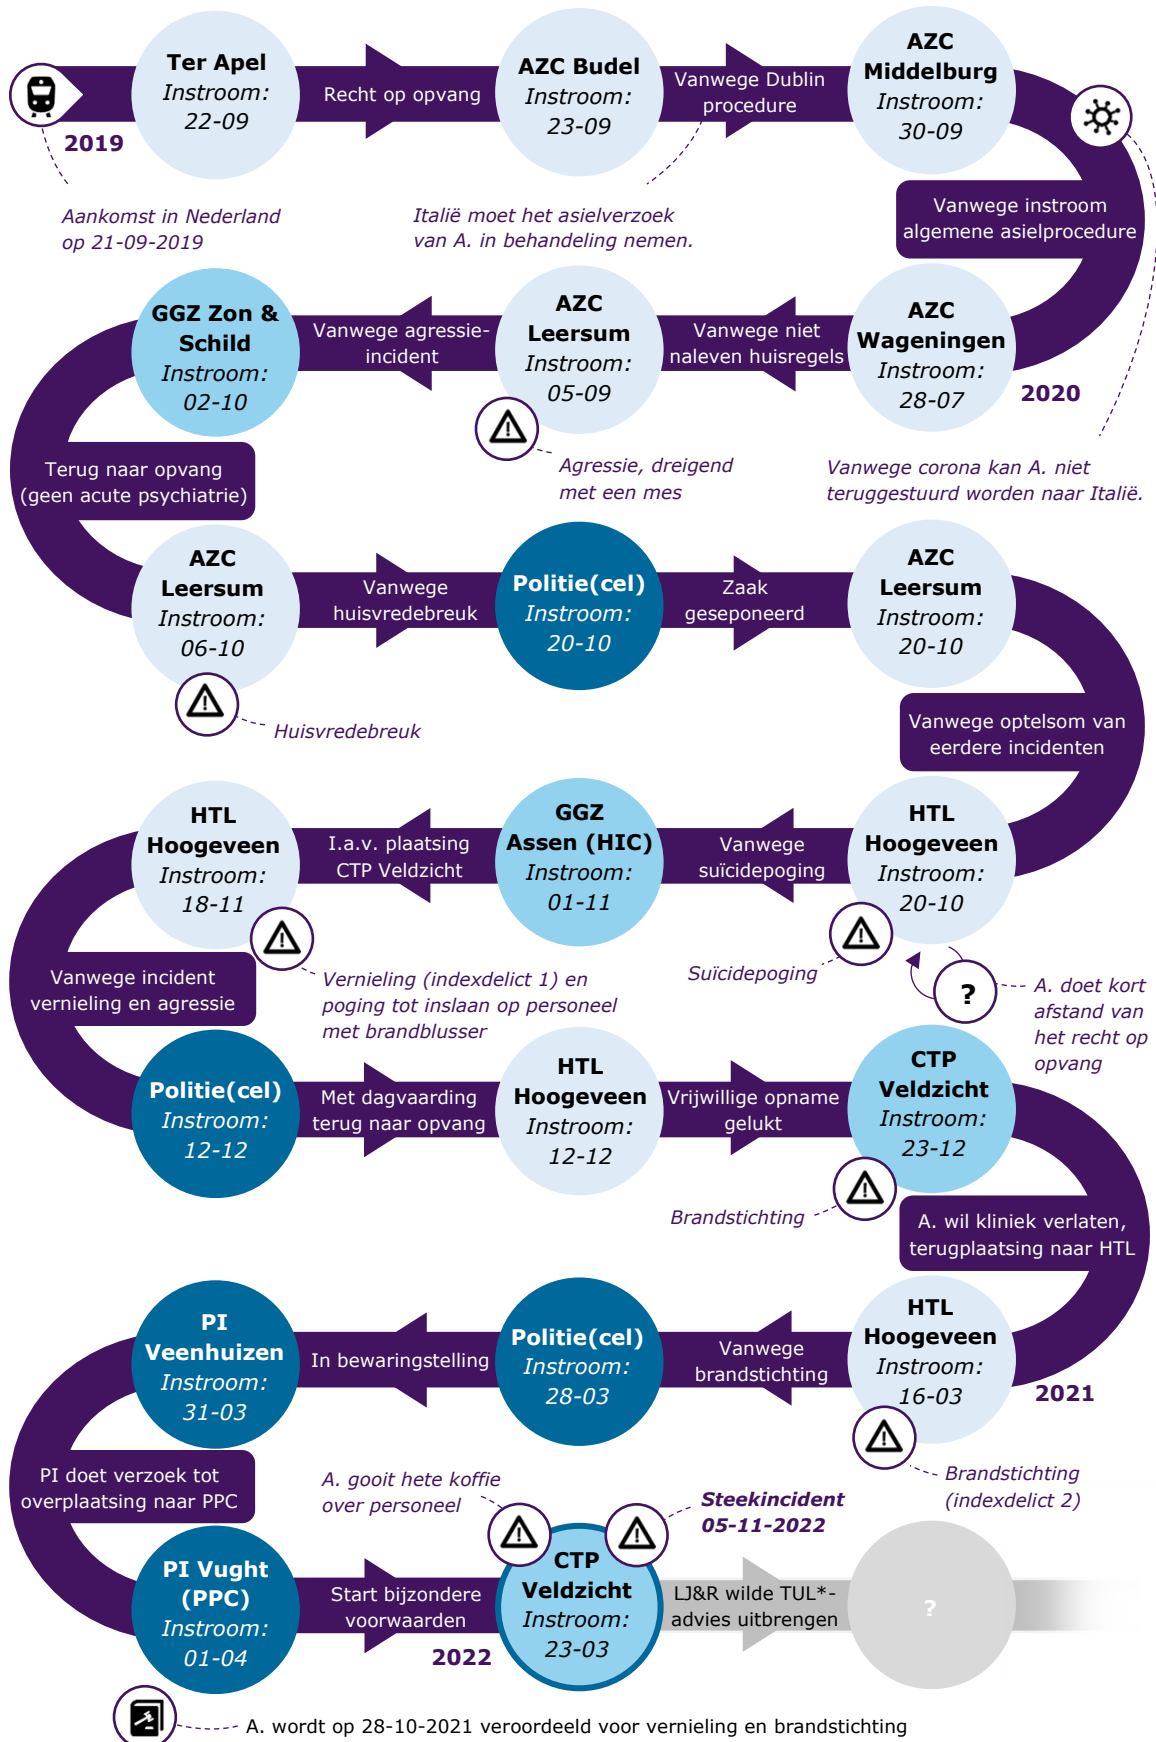 Ter Apel
Instroom:
22-09
2019
Recht op opvang
AZC Budel
Instroom:
23-09
Vanwege Dublin
procedure
AZC
Middelburg
Instroom:
30-09
Aankomst in Nederland
op 21-09-2019
Italië moet het asielverzoek
van A. in behandeling nemen.
Vanwege instroom
algemene asielprocedure
AZC
Wageningen
Instroom:
28-07
2020
Vanwege corona kan A. niet
teruggestuurd worden naar Italië.
Vanwege niet
naleven huisregels
AZC
Leersum
Instroom:
05-09
Agressie, dreigend
met een mes
Vanwege agressie-
incident
GGZ Zon &
Schild
Instroom:
02-10
Terug naar opvang
(geen acute psychiatrie)
AZC
Leersum
Instroom:
06-10
Huisvredebreuk
Vanwege
huisvredebreuk
Politie(cel)
Instroom:
20-10
Zaak
geseponeerd
AZC
Leersum
Instroom:
20-10
Vanwege optelsom van
eerdere incidenten
HTL
Hoogeveen
Instroom:
20-10
Suïcidepoging
?
A. doet kort
afstand van
het recht op
opvang
Vanwege
suïcidepoging
GGZ
Assen (HIC)
Instroom:
01-11
I.a.v. plaatsing
CTP Veldzicht
HTL
Hoogeveen
Instroom:
18-11
Vernieling (indexdelict 1) en
poging tot inslaan op personeel
met brandblusser
Vanwege incident
vernieling en agressie
Politie(cel)
Instroom:
12-12
Met dagvaarding
terug naar opvang
HTL
Hoogeveen
Instroom:
12-12
Vrijwillige opname
gelukt
CTP
Veldzicht
Instroom:
23-12
Brandstichting
A. wil kliniek verlaten,
terugplaatsing naar HTL
HTL
Hoogeveen
Instroom:
16-03
2021
Brandstichting
(indexdelict 2)
Vanwege
brandstichting
Politie(cel)
Instroom:
28-03
In bewaringstelling
PI
Veenhuizen
Instroom:
31-03
PI doet verzoek tot
overplaatsing naar PPC
PI Vught
(PPC)
Instroom:
01-04
Start bijzondere
voorwaarden
2022
A. gooit hete koffie
over personeel
Steekincident
05-11-2022
CTP
Veldzicht
Instroom:
23-03
LJ&R wilde TUL*-
advies uitbrengen
?
A. wordt op 28-10-2021 veroordeeld voor vernieling en brandstichting